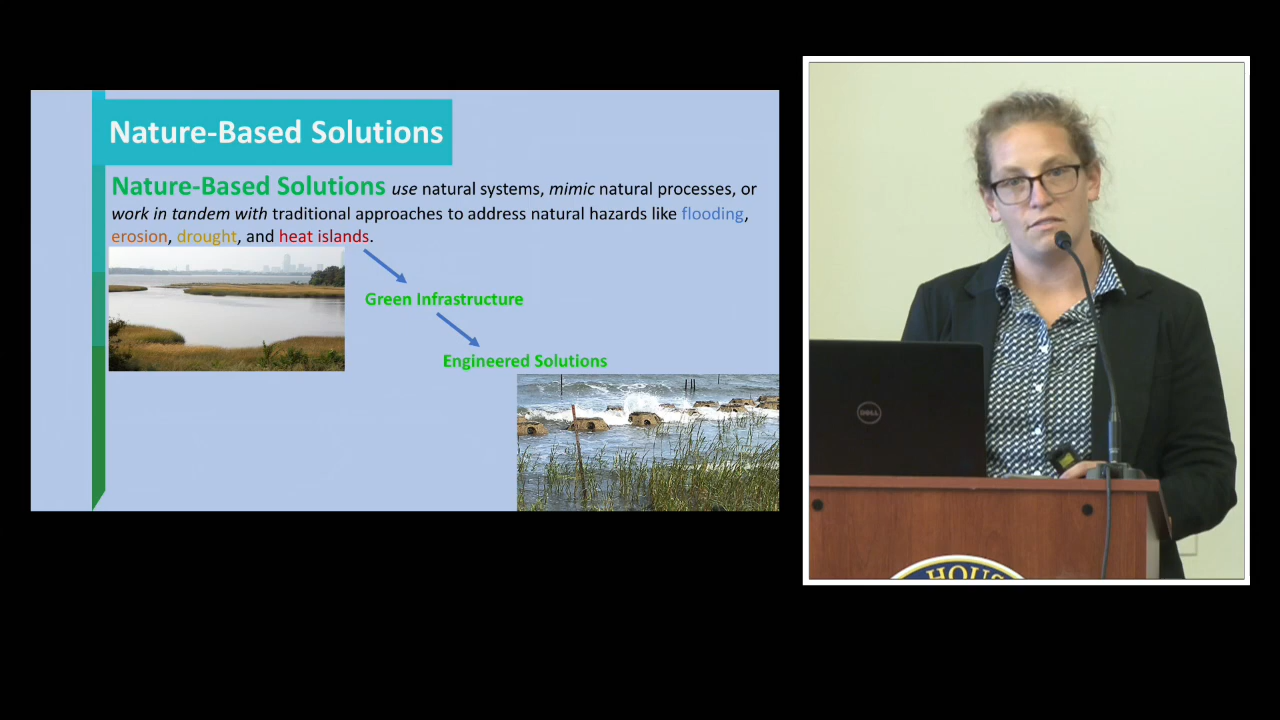 Nature-Based Solutions
Nature-Based Solutions use natural systems, mimic natural processes, or
work in tandem with traditional approaches to address natural hazards like flooding,
erosion, drought, and heat islands.
Green Infrastructure
Engineered Solutions
DELL
HOUS